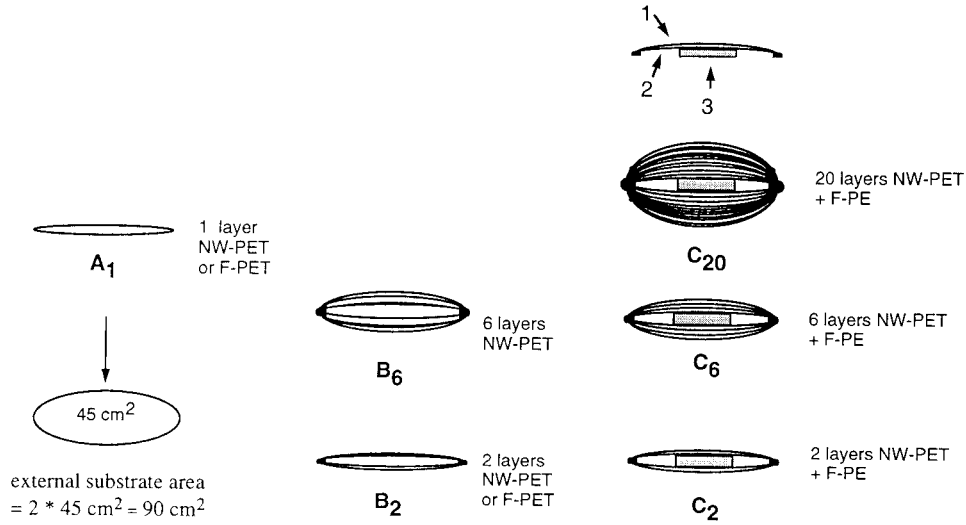 1
2
3
20 layers NW-PET
+ F-PE
C20
1 layer
NW-PET
or F-PET
A1
6 layers
NW-PET
B6
6 layers NW-PET
+ F-PE
C6
45 cm2
external substrate area
= 2 * 45 cm2 = 90 cm2
2 layers
NW-PET
or F-PET
B2
2 layers NW-PET
+ F-PE
C2